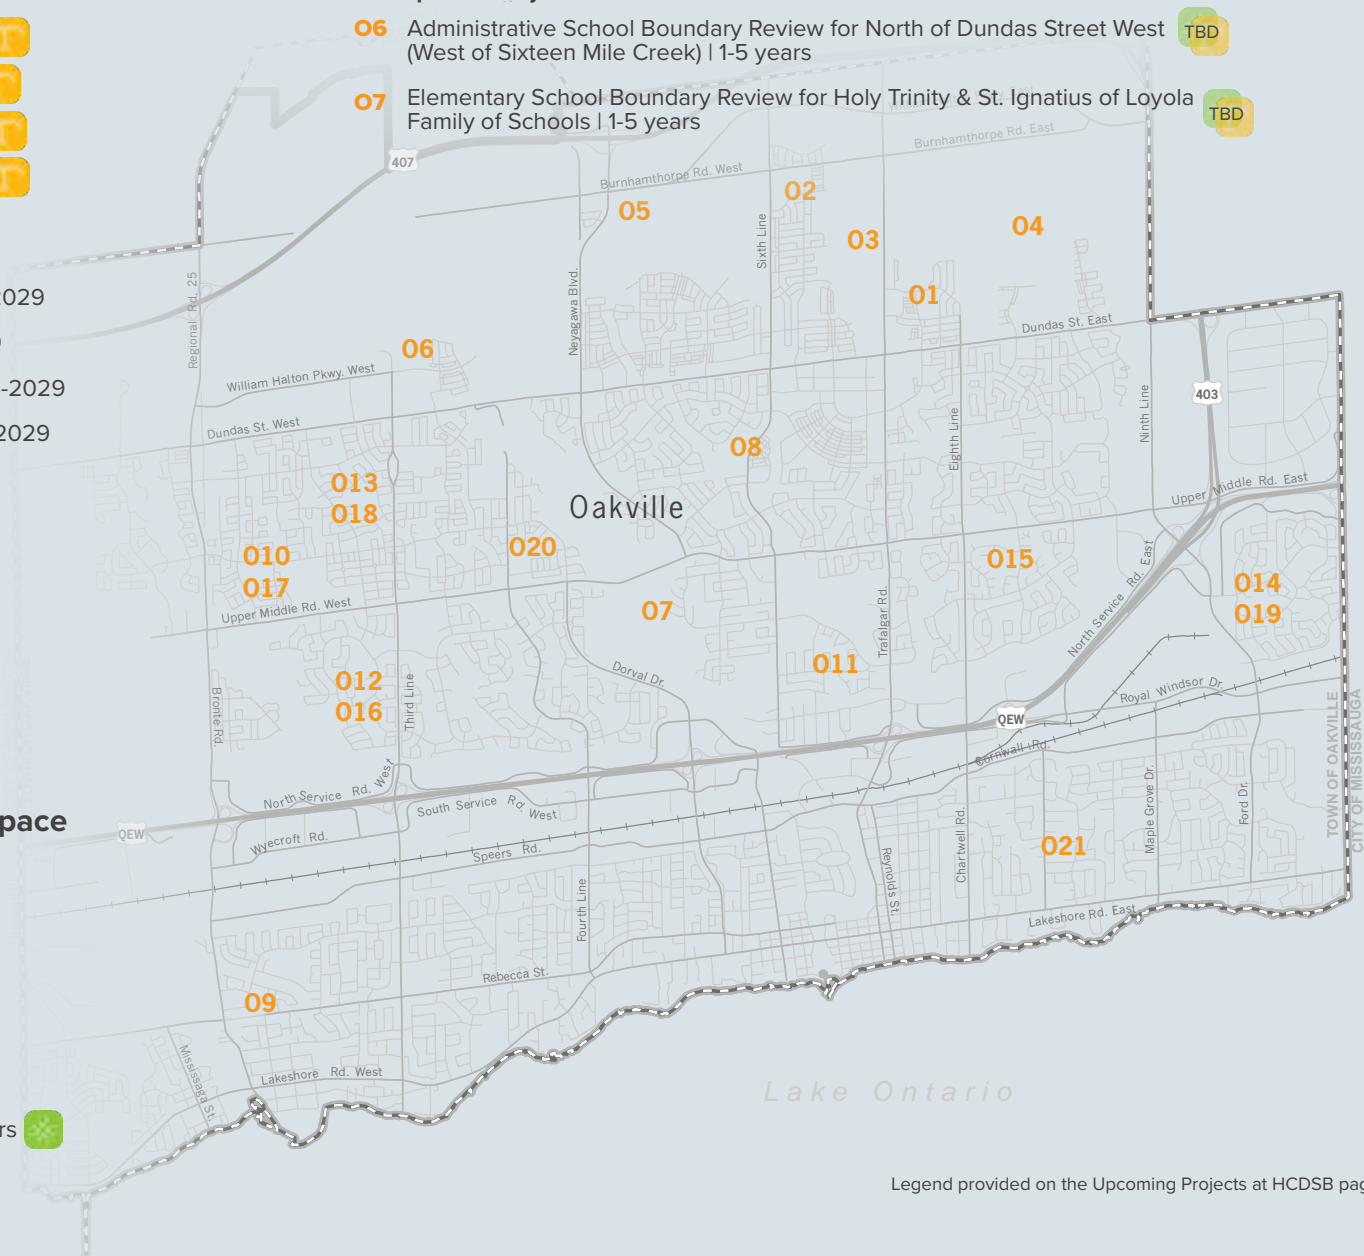 O6 Administrative School Boundary Review for North of Dundas Street West TBD
(West of Sixteen Mile Creek) | 1-5 years
O7 Elementary School Boundary Review for Holy Trinity & St. Ignatius of Loyola TBD
Family of Schools | 1-5 years
Burnhamthorpe Rd. East
407
Burnhamthorpe Rd. West
O2
O5
O4
Sixth Line
O3
Regional Rd. 25
Neyagawa Blvd.
O1
2029
Dundas St. East
O6
William Halton Pkwy. West
-2029
403
Ninth Line
Dundas St. West
2029
Eighth Line
O8
O13
Upper Middle Rd. East
Oakville
O18
O20
O10
O15
North Service Rd. East
O14
O17
Upper Middle Rd. West
O7
Trafalgar Rd.
O19
O11
Dorval Dr.
O12
Third Line
O16
Bronte Rd.
Royal Windsor Dr.
QEW
Cornwall Rd.
TOWN OF OAKVILLE
CITY OF MISSISSAUGA
North Service Rd. West
South Service Rd. West
Maple Grove Dr.
Ford Dr.
pace
QEW
Wyecroft Rd.
Speers Rd.
Chartwell Rd.
O21
Reynolds St.
Fourth Line
Lakeshore Rd. East
Rebecca St.
O9
Mississaga St.
Lakeshore Rd. West
Lake Ontario
rs
Legend provided on the Upcoming Projects at HCDSB pag